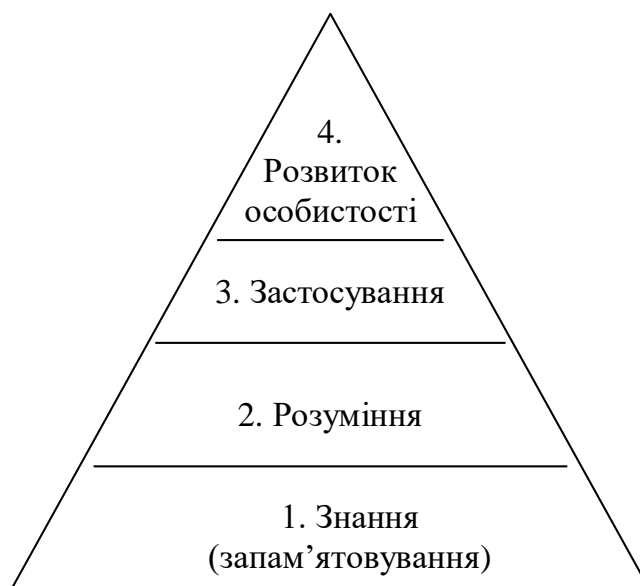 4.
Розвиток
особистості
3. Застосування
2. Розуміння
1. Знання
(запам’ятовування)